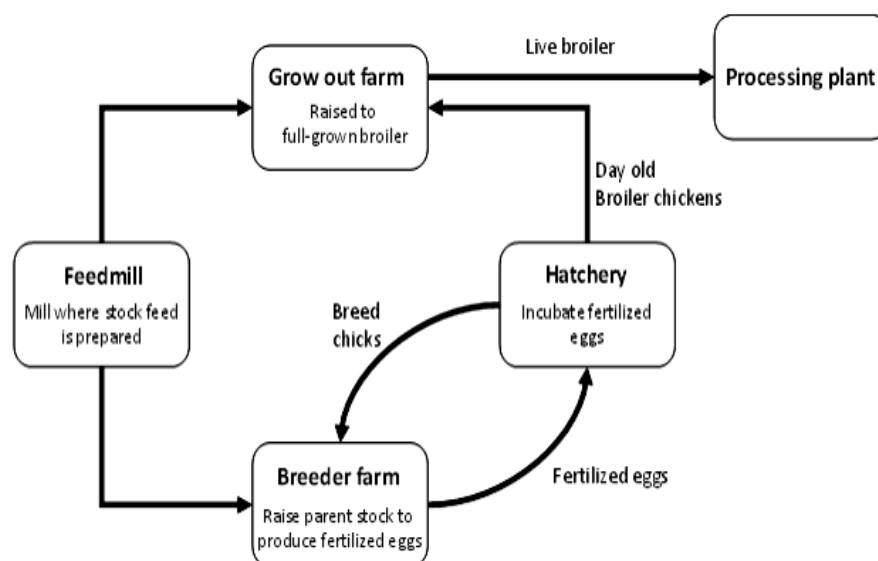 Live broiler
Processing plant
Grow out farm
Raised to
full-grown broiler
Day old
Broiler chickens
Feedmill
Mill where stock feed
is prepared
Hatchery
Incubate fertilized
eggs
Breed
chicks
Breeder farm
Raise parent stock to
produce fertilized eggs
Fertilized eggs